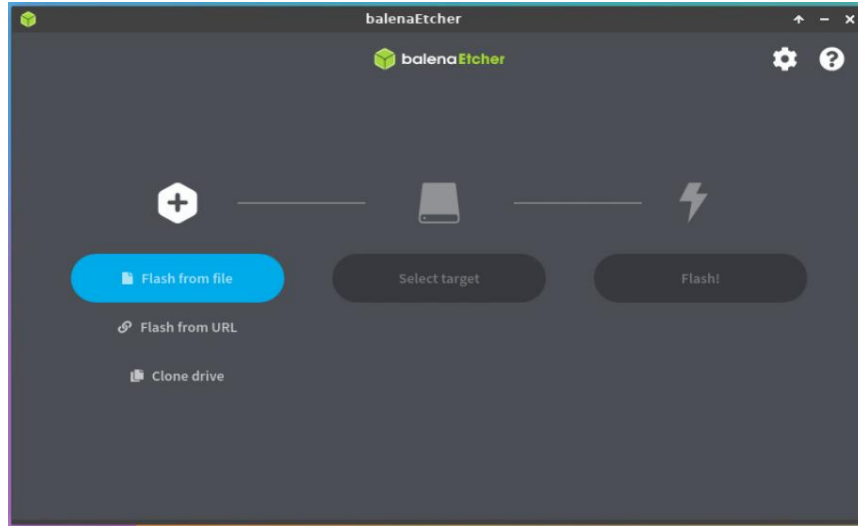 balenaEtcher
balenaEtcher
Flash from file
Select target
Flash!
Flash from URL
Clone drive